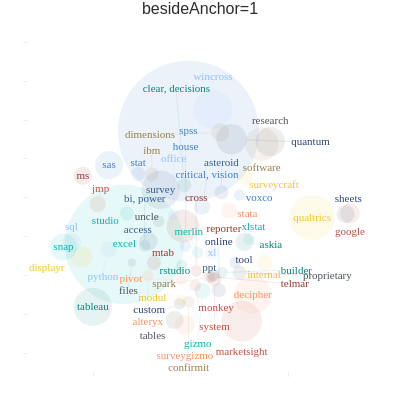 besideAnchor=1
wincross
clear, decisions
research
dimensions
spss
quantum
ibm
house
office
sas
stat
asteroid
software
ms
critical, vision
surveycraft
jmp
survey
bi, power
cross
voxco
sheets
studio
uncle
stata
qualtrics
sql
access
merlin
reporter
xlstat
google
snap
excel
online
askia
mtab
xl
displayr
rstudio
ppt
tool
python
pivot
internal
builder
proprietary
files
spark
telmar
modul
decipher
tableau
custom
monkey
alteryx
system
tables
gizmo
surveygizmo
marketsight
confirmit